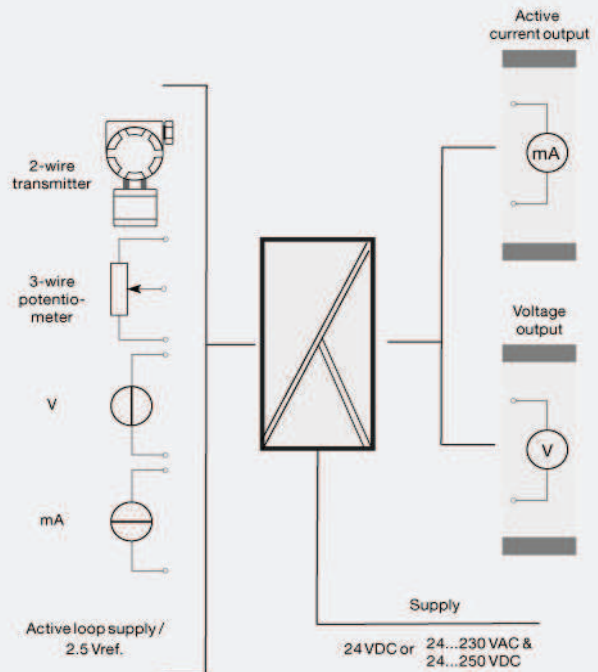 Active
current output
mA
2-wire
transmitter
3-wire
potentio-
meter
Voltage
output
V
V
mA
Active loop supply /
2.5 Vref.
Supply
24 VDC or 24...230 VAC &
24...250 VDC